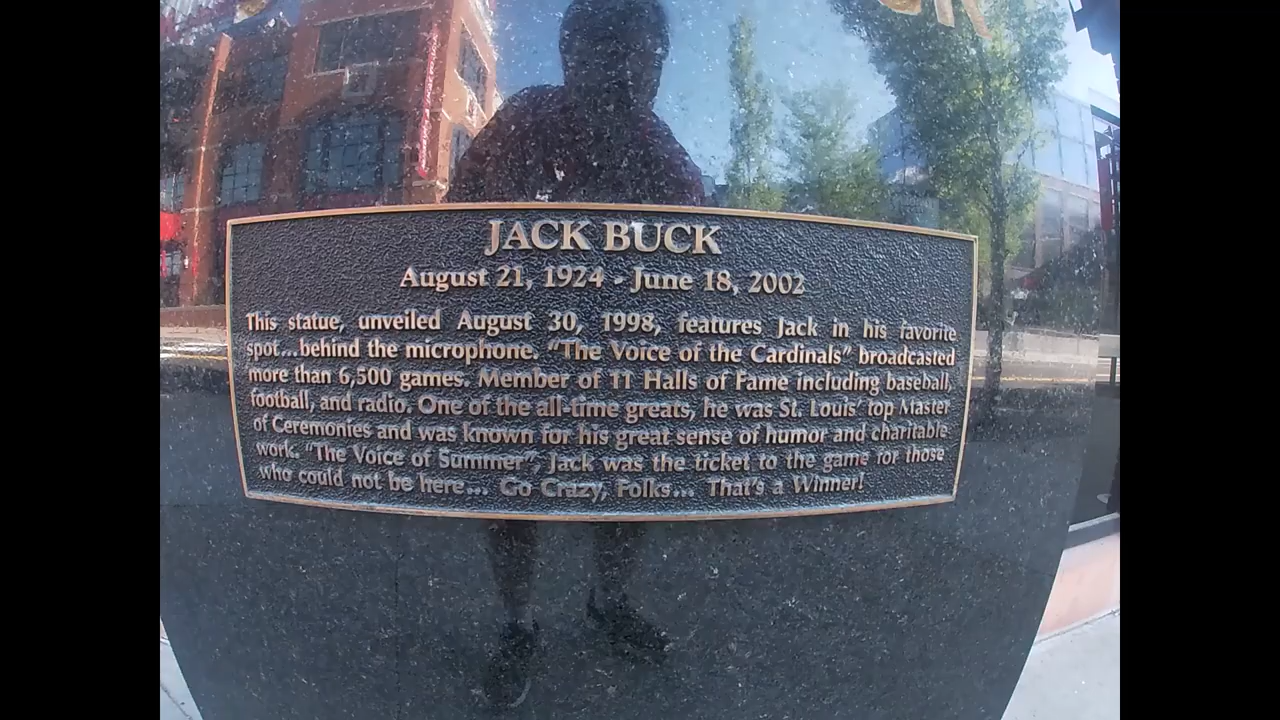 JACK BUCK
August 21, 1924 - June 18, 2002
This statue, unveiled August 30, 1998, features Jack in his favorite
spot...behind the microphone. "The Voice of the Cardinals" broadcasted
more than 6,500 games. Member of 11 Halls of Fame including baseball,
football, and radio. One of the all-time greats, he was St. Louis' top Master
of Ceremonies and was known for his great sense of humor and charitable
work. "The Voice of Summer", Jack was the ticket to the game for those
who could not be here... Go Crazy, Folks... That's a Winner!